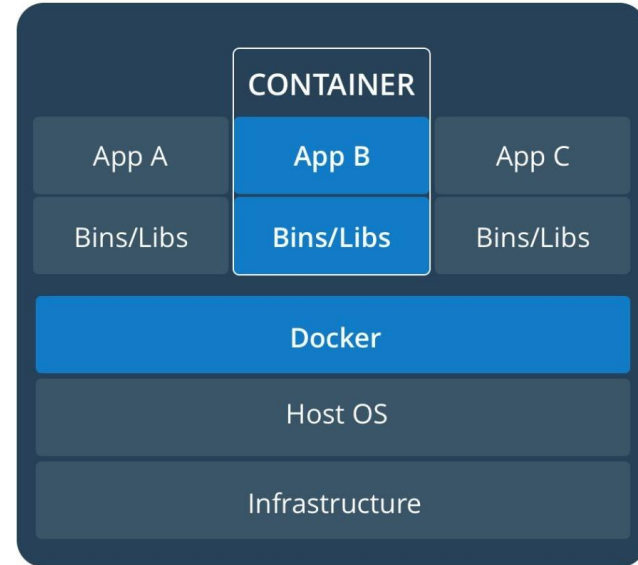 CONTAINER
App A App B App C
Bins/Libs Bins/Libs Bins/Libs
Docker
Host OS
Infrastructure